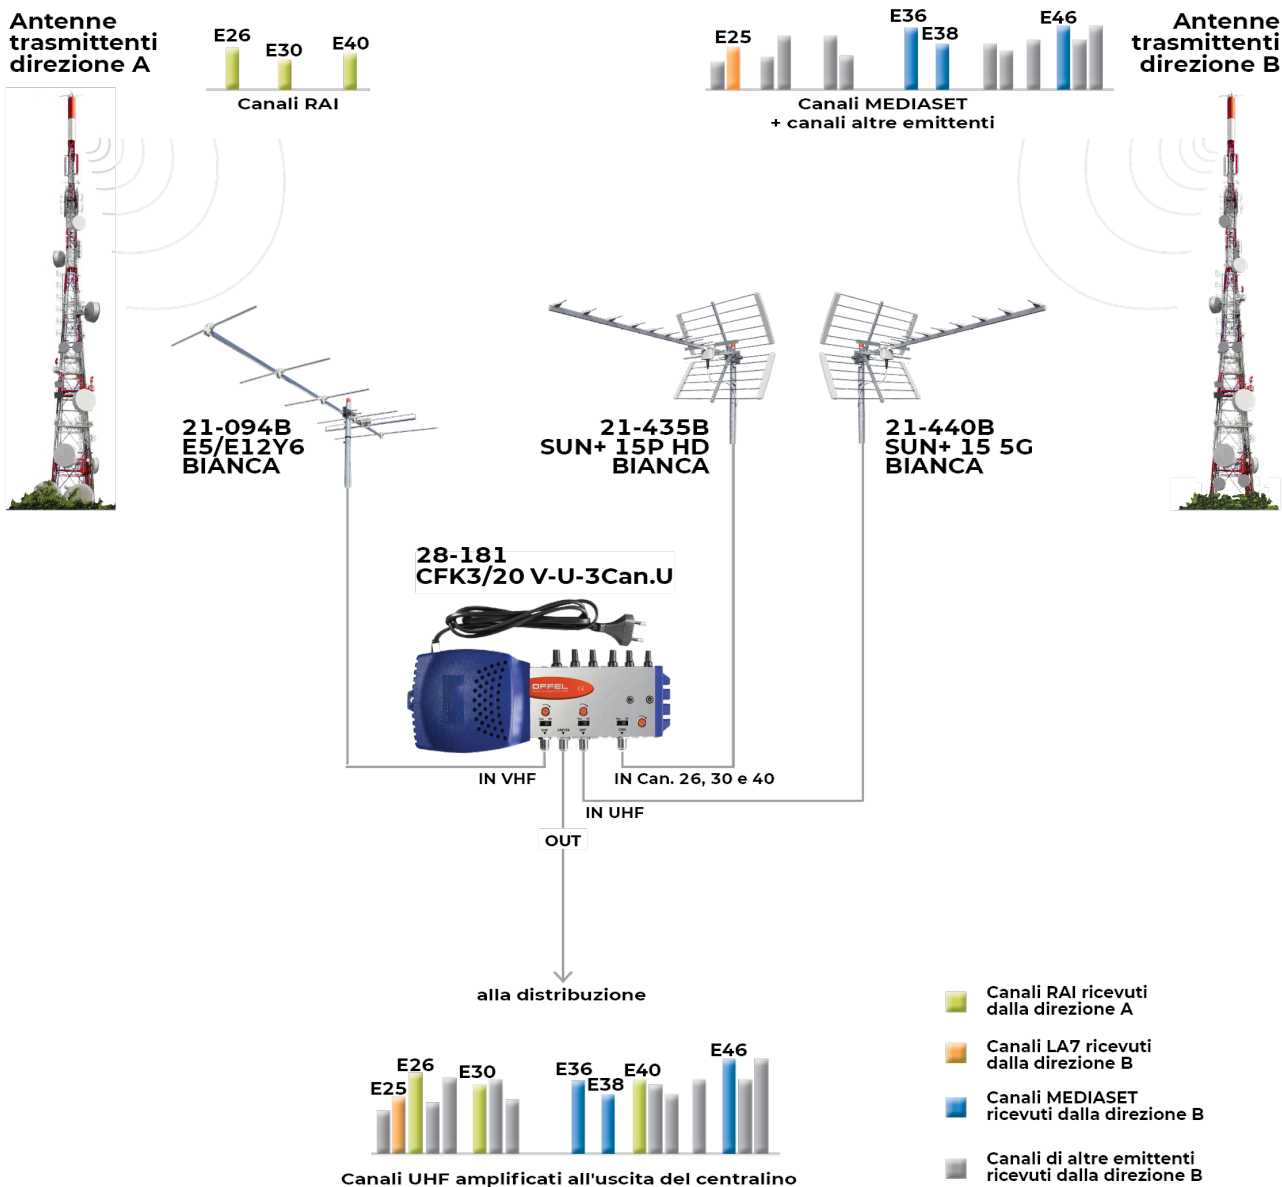 Antenne
trasmittenti
direzione A
E26
E30
E40
Canali RAI
E25
E36
E38
E46
Canali MEDIASET
+ canali altre emittenti
Antenne
trasmittenti
direzione B
21-094B
E5/E12Y6
BIANCA
21-435B
SUN+ 15P HD
BIANCA
21-440B
SUN+ 15 5G
BIANCA
28-181
CFK3/20 V-U-3Can.U
OFFEL
IN VHF
IN Can. 26, 30 e 40
IN UHF
OUT
alla distribuzione
E25
E26
E30
E36
E38
E40
E46
Canali UHF amplificati all'uscita del centralino
Canali RAI ricevuti
dalla direzione A
Canali LA7 ricevuti
dalla direzione B
Canali MEDIASET
ricevuti dalla direzione B
Canali di altre emittenti
ricevuti dalla direzione B